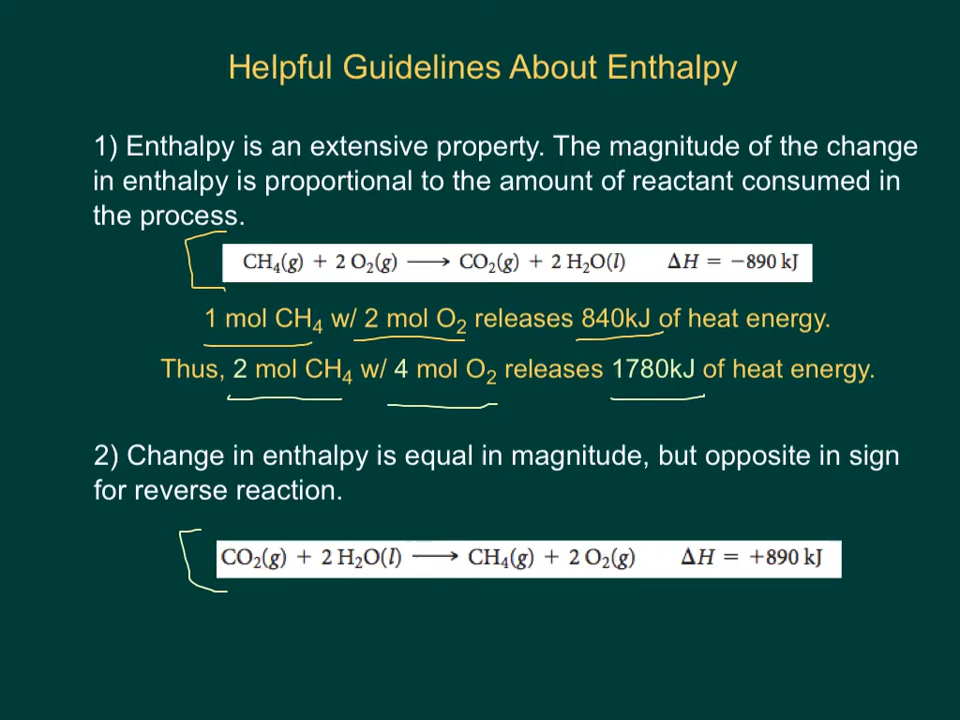 Helpful Guidelines About Enthalpy
1) Enthalpy is an extensive property. The magnitude of the change
in enthalpy is proportional to the amount of reactant consumed in
the process.
CH₄(g) + 2 O₂(g) ⟶ CO₂(g) + 2 H₂O(l) ΔH = −890 kJ
1 mol CH₄ w/ 2 mol O₂ releases 840kJ of heat energy.
Thus, 2 mol CH₄ w/ 4 mol O₂ releases 1780kJ of heat energy.
2) Change in enthalpy is equal in magnitude, but opposite in sign
for reverse reaction.
CO₂(g) + 2 H₂O(l) ⟶ CH₄(g) + 2 O₂(g) ΔH = +890 kJ